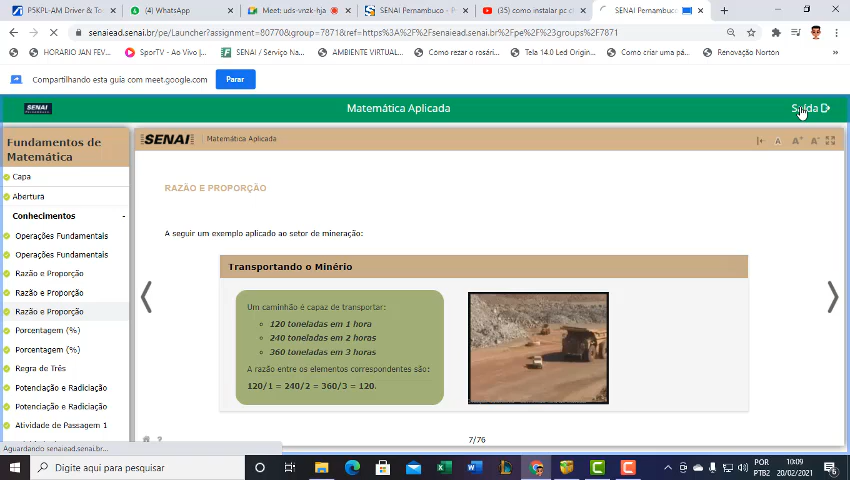 P5KPL-AM Driver & To
(4) WhatsApp
Meet: uds-vnzk-hja
SENAI Pernambuco - P
(35) como instalar pc c
SENAI Pernambuc
senaiead.senai.br/pe/Launcher?assignment=80770&group=7871&ref=https%3A%2F%2Fsenaiead.senai.br%2Fpe%2F%23groups%2F7871
HORARIO JAN FEV...
SporTV - Ao Vivo |...
SENAI / Serviço Na...
AMBIENTE VIRTUAL...
Como rezar o rosári...
Tela 14.0 Led Origin...
Como criar uma pá...
Renovação Norton
Compartilhando esta guia com meet.google.com
Parar
SENAI
Matemática Aplicada
Saída
Fundamentos de
Matemática
Capa
Abertura
Conhecimentos -
Operações Fundamentais
Operações Fundamentais
Razão e Proporção
Razão e Proporção
Razão e Proporção
Porcentagem (%)
Porcentagem (%)
Regra de Três
Potenciação e Radiciação
Potenciação e Radiciação
Atividade de Passagem 1
SENAI
Matemática Aplicada
A A+ A-
RAZÃO E PROPORÇÃO
A seguir um exemplo aplicado ao setor de mineração:
Transportando o Minério
Um caminhão é capaz de transportar:
120 toneladas em 1 hora
240 toneladas em 2 horas
360 toneladas em 3 horas
A razão entre os elementos correspondentes são:
120/1 = 240/2 = 360/3 = 120.
7/76
Aguardando senaiead.senai.br...
Digite aqui para pesquisar
POR
PTB2
10:09
20/02/2021